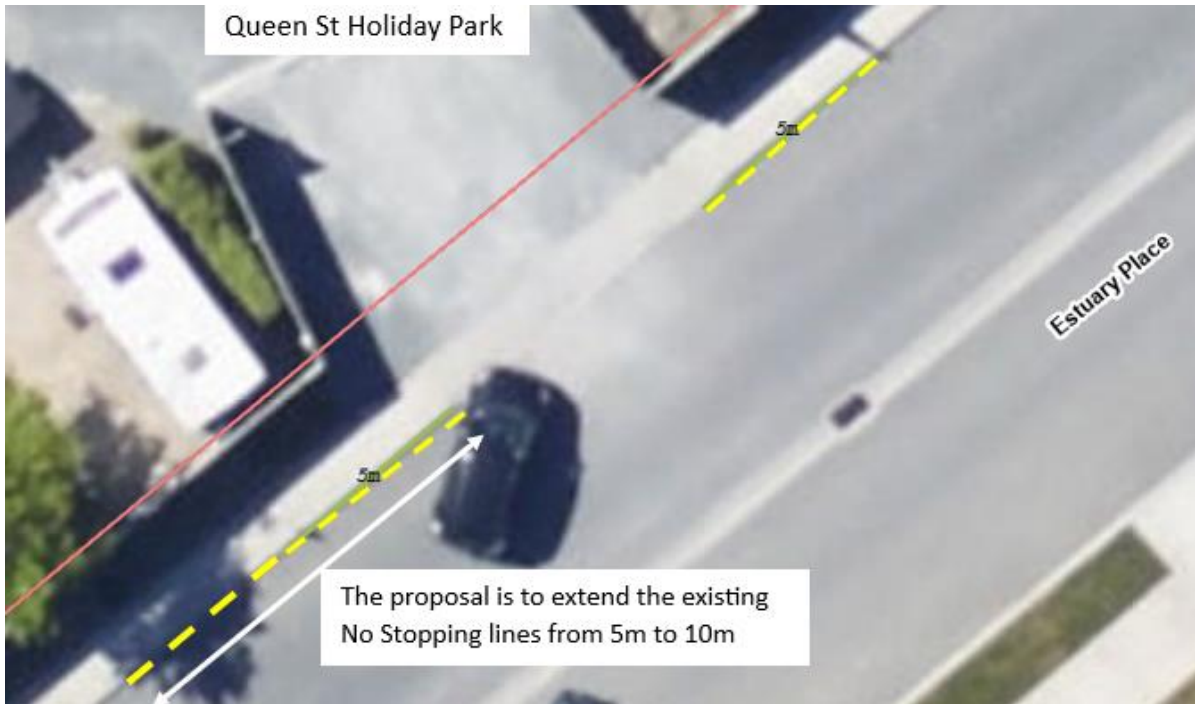 Queen St Holiday Park
5m
Estuary Place
5m
The proposal is to extend the existing
No Stopping lines from 5m to 10m